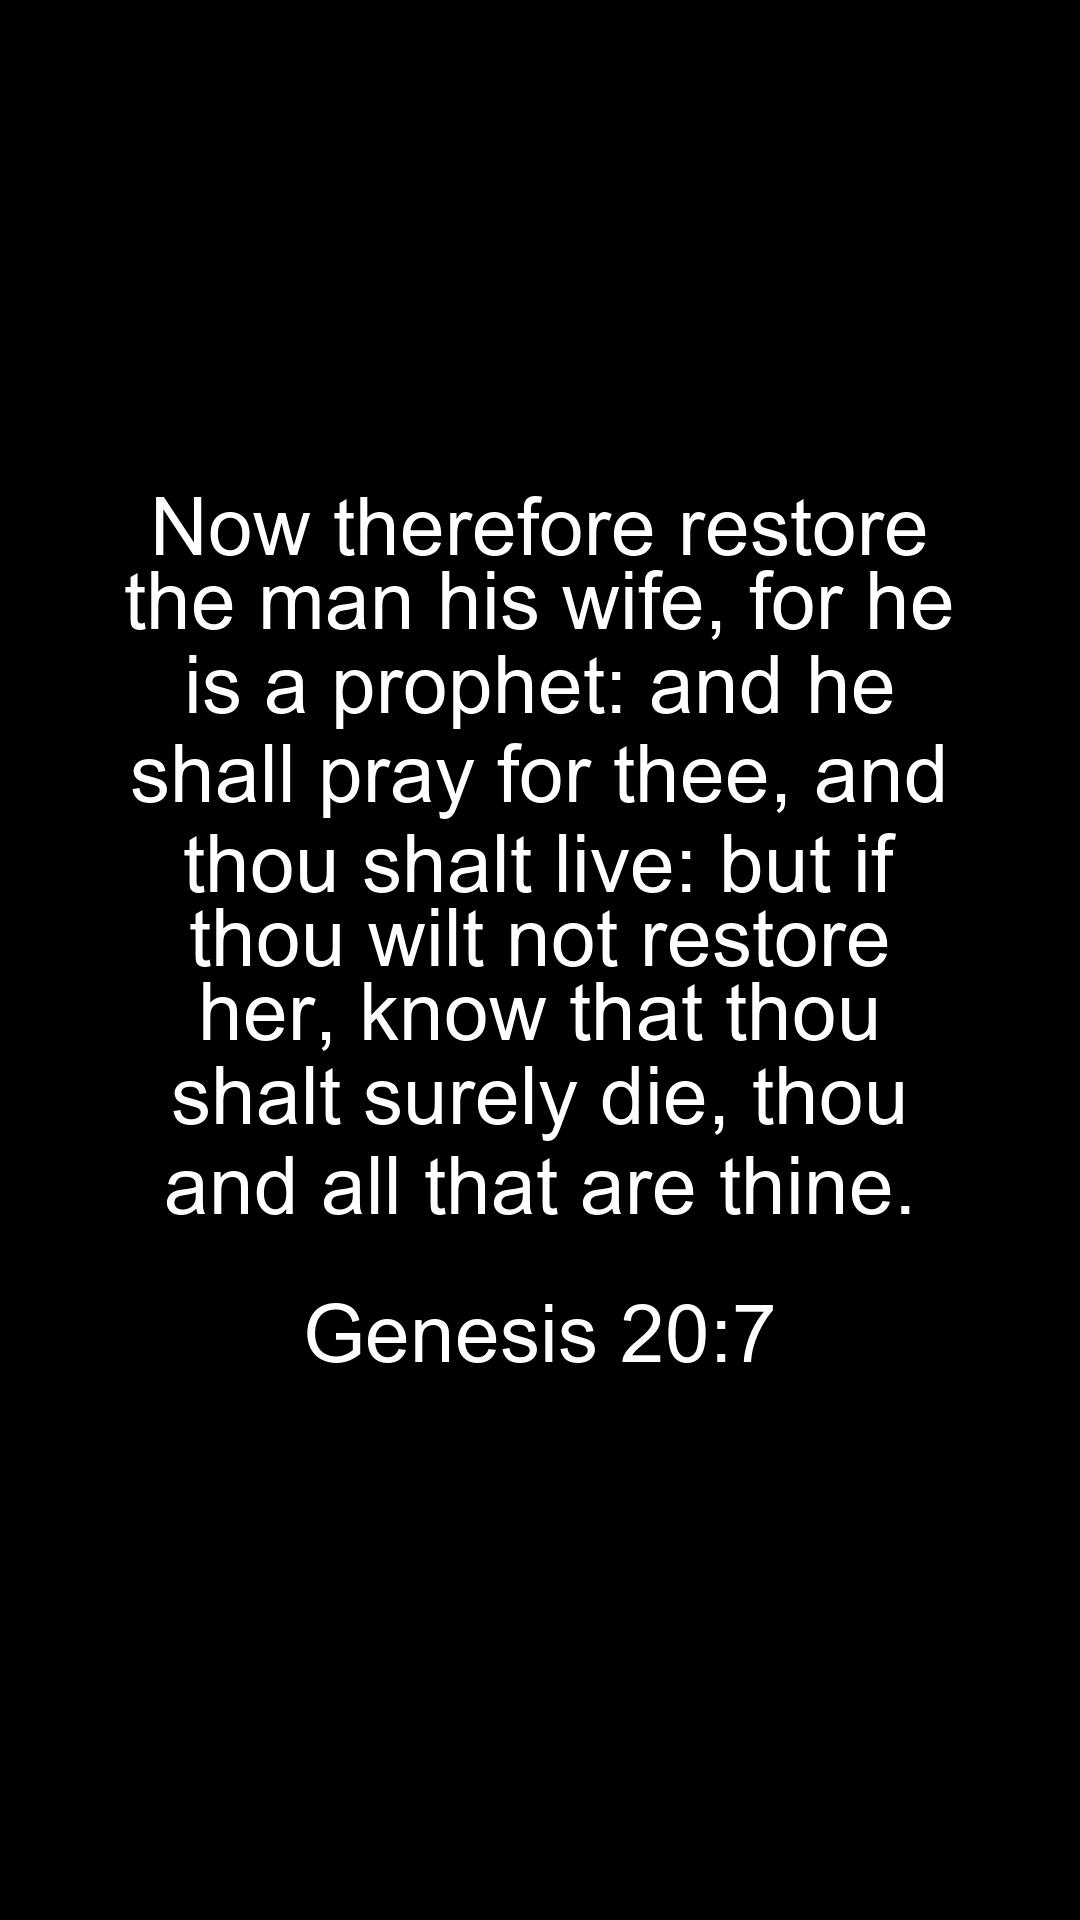 Now therefore restore
the man his wife, for he
is a prophet: and he
shall pray for thee, and
thou shalt live: but if
thou wilt not restore
her, know that thou
shalt surely die, thou
and all that are thine.
Genesis 20:7